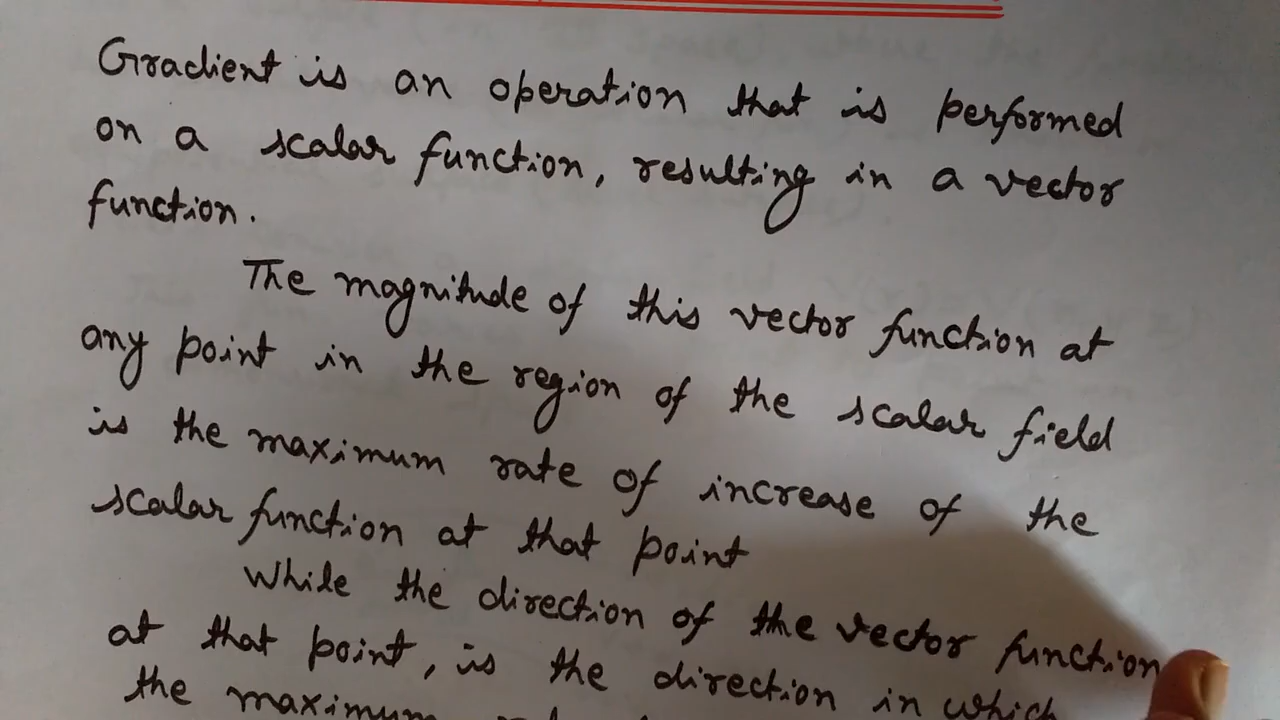 Gradient is an operation that is performed
on a scalar function, resulting in a vector
function.
The magnitude of this vector function at
any point in the region of the scalar field
is the maximum rate of increase of the
scalar function at that point
While the direction of the vector function
at that point, is the direction in which
the maximum